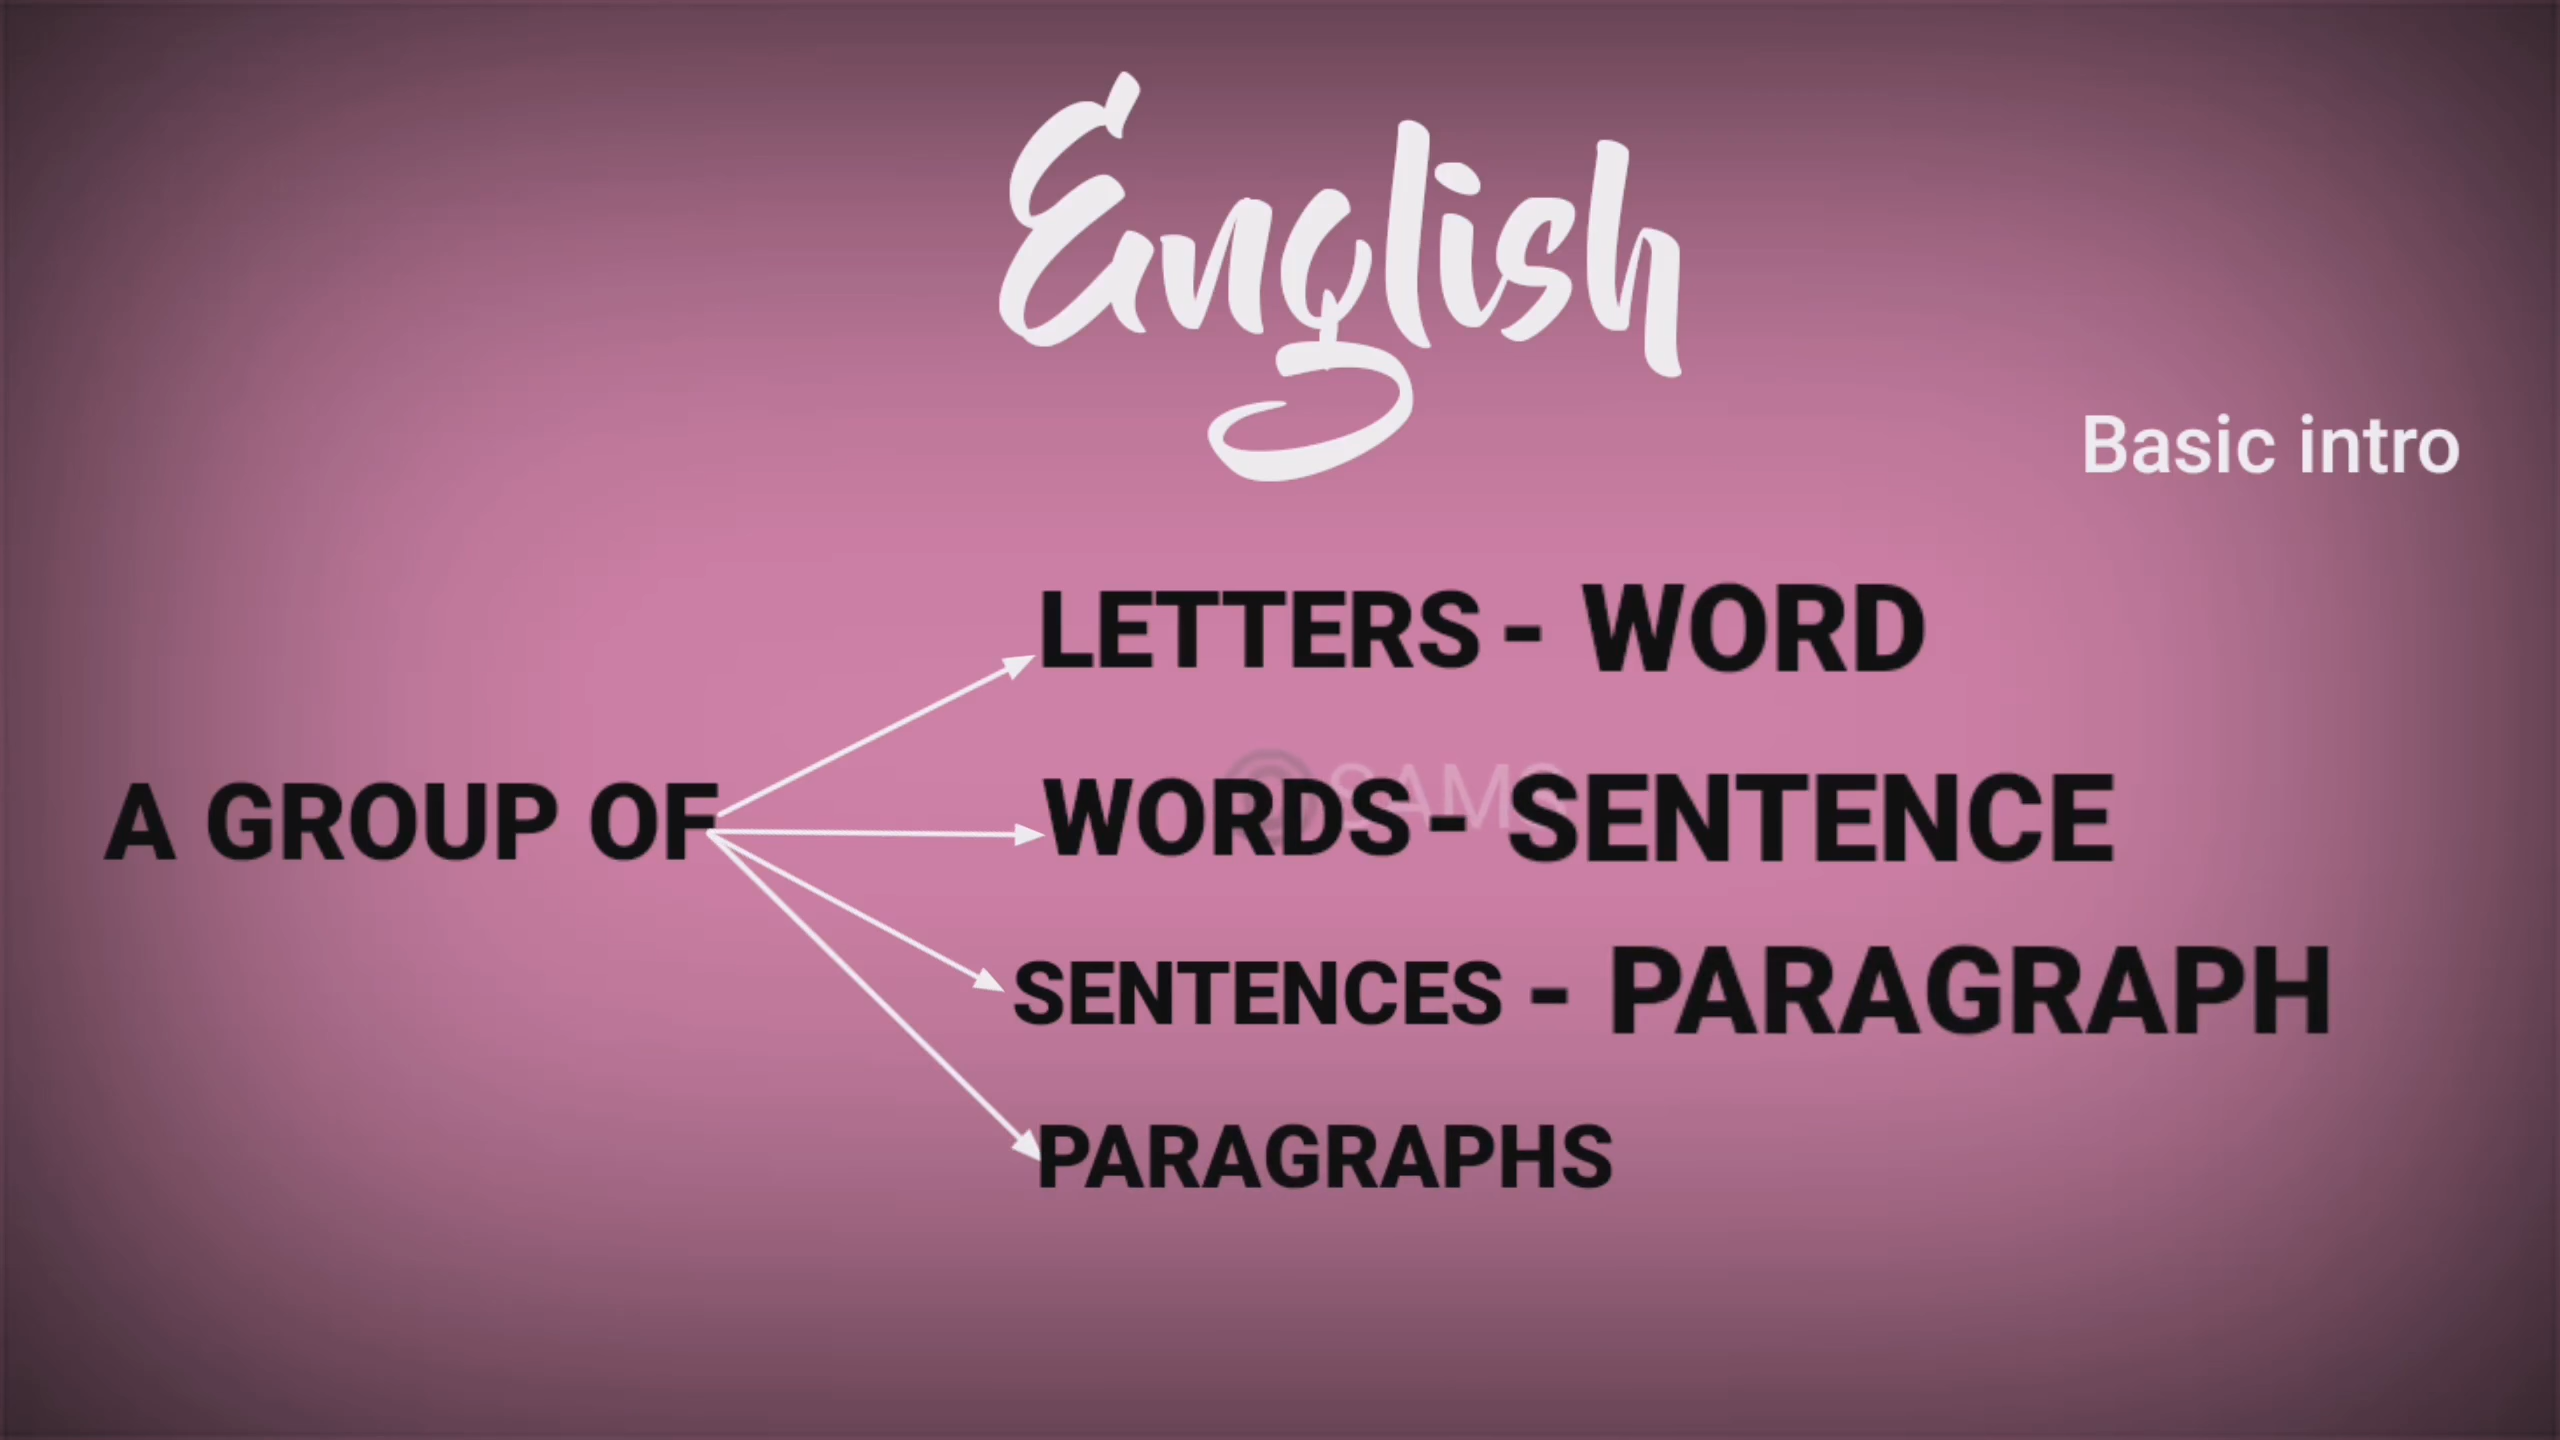 English
Basic intro
LETTERS - WORD
A GROUP OF
WORDS - SENTENCE
SENTENCES - PARAGRAPH
PARAGRAPHS